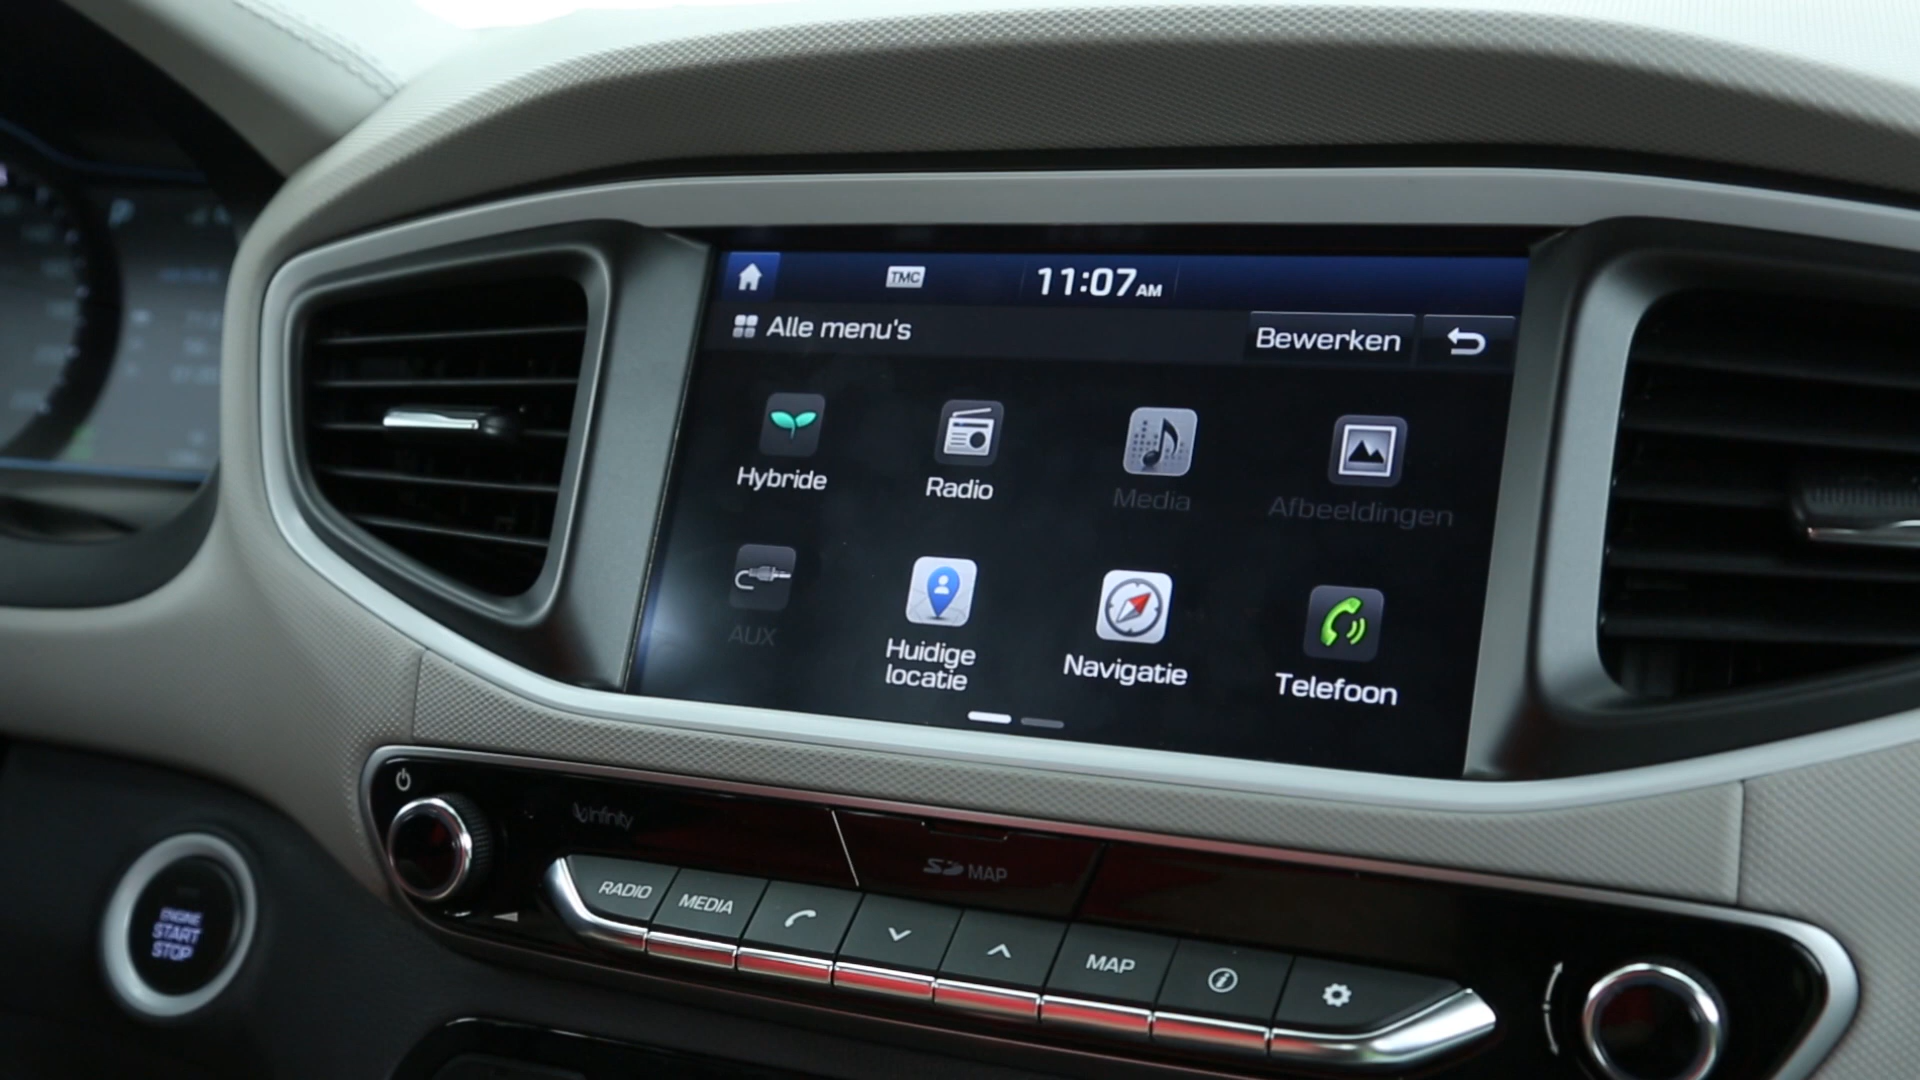 TMC
11:07 AM
Alle menu's
Bewerken
Hybride
Radio
Media
Afbeeldingen
AUX
Huidige
locatie
Navigatie
Telefoon
infinity
SD MAP
RADIO
MEDIA
MAP
ENGINE
START
STOP